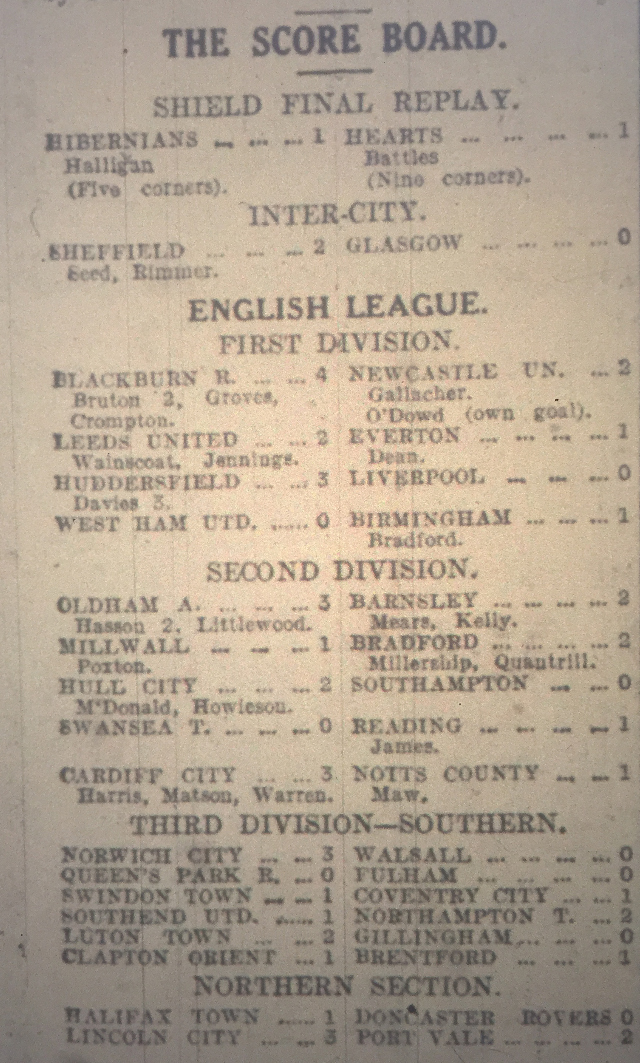 THE SCORE BOARD.
SHIELD FINAL REPLAY.
HIBERNIANS ... ... ... 1 HEARTS ... ... ... ... 1
Halligan Battles
(Five corners). (Nine corners).
INTER-CITY.
SHEFFIELD ... ... ... 2 GLASGOW ... ... ... ... 0
Seed, Rimmer.
ENGLISH LEAGUE.
FIRST DIVISION.
BLACKBURN R. ... ... 4 NEWCASTLE UN. ... 2
Bruton 2, Groves, Gallacher.
Crompton. O'Dowd (own goal).
LEEDS UNITED ... ... 2 EVERTON ... ... ... ... 1
Wainscoat, Jennings. Dean.
HUDDERSFIELD ... ... 3 LIVERPOOL ... ... ... 0
Davies 3.
WEST HAM UTD. ...... 0 BIRMINGHAM ... ... ... 1
Bradford.
SECOND DIVISION.
OLDHAM A. ... ... ... 3 BARNSLEY ... ... ... ... 2
Hasson 2, Littlewood. Mears, Kelly.
MILLWALL ... ... ... 1 BRADFORD ... ... ... ... 2
Poxton. Millership, Quantrill.
HULL CITY ... ... ... 2 SOUTHAMPTON ... ... 0
M'Donald, Howieson.
SWANSEA T. ... ... ... 0 READING ... ... ... ... 1
James.
CARDIFF CITY ... ... 3 NOTTS COUNTY ... ... 1
Harris, Matson, Warren. Maw.
THIRD DIVISION—SOUTHERN.
NORWICH CITY ... ... 3 WALSALL ... ... ... ... 0
QUEEN'S PARK R. ... 0 FULHAM ... ... ... ... 0
SWINDON TOWN ... ... 1 COVENTRY CITY ... ... 1
SOUTHEND UTD. ...... 1 NORTHAMPTON T. ... 2
LUTON TOWN ... ... 2 GILLINGHAM ... ... ... 0
CLAPTON ORIENT ... 1 BRENTFORD ... ... ... 1
NORTHERN SECTION.
HALIFAX TOWN ...... 1 DONCASTER ROVERS 0
LINCOLN CITY ... ... 3 PORT VALE ... ... ... 2